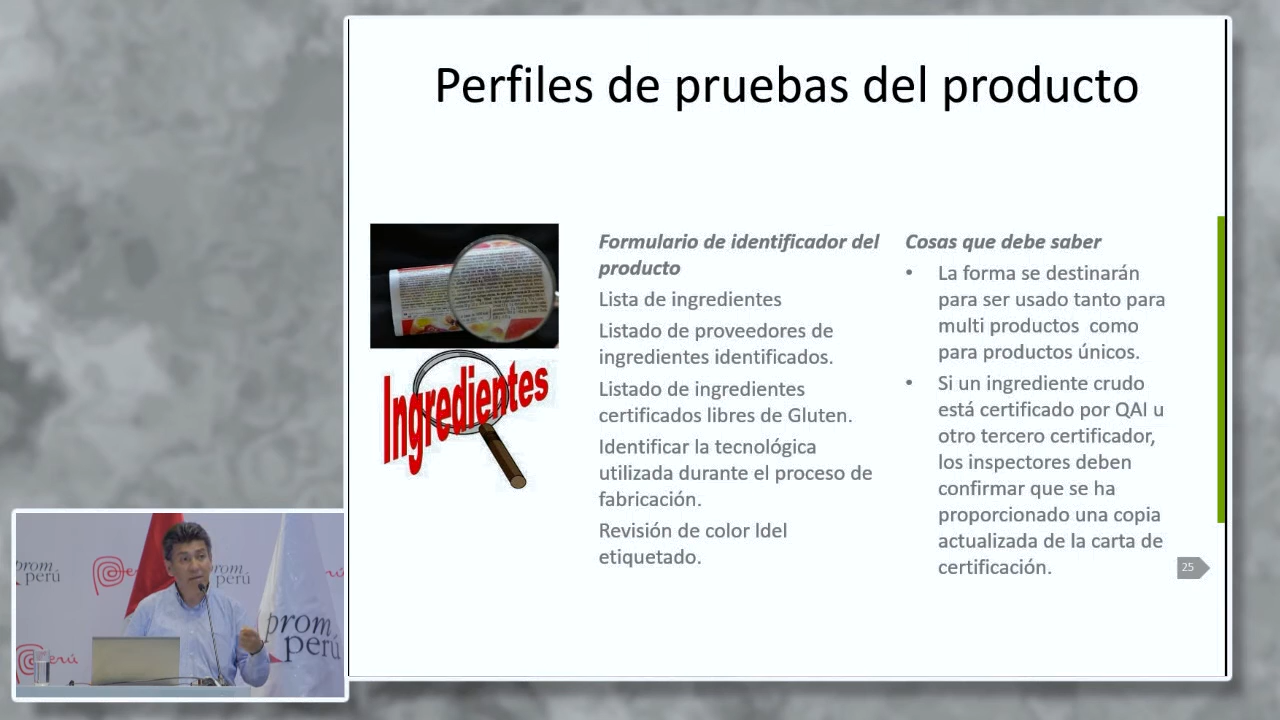 Perfiles de pruebas del producto
Ingredientes
Formulario de identificador del
producto
Lista de ingredientes
Listado de proveedores de
ingredientes identificados.
Listado de ingredientes
certificados libres de Gluten.
Identificar la tecnológica
utilizada durante el proceso de
fabricación.
Revisión de color ldel
etiquetado.
Cosas que debe saber
• La forma se destinarán
para ser usado tanto para
multi productos como
para productos únicos.
• Si un ingrediente crudo
está certificado por QAI u
otro tercero certificador,
los inspectores deben
confirmar que se ha
proporcionado una copia
actualizada de la carta de
certificación.
25
prom
perú